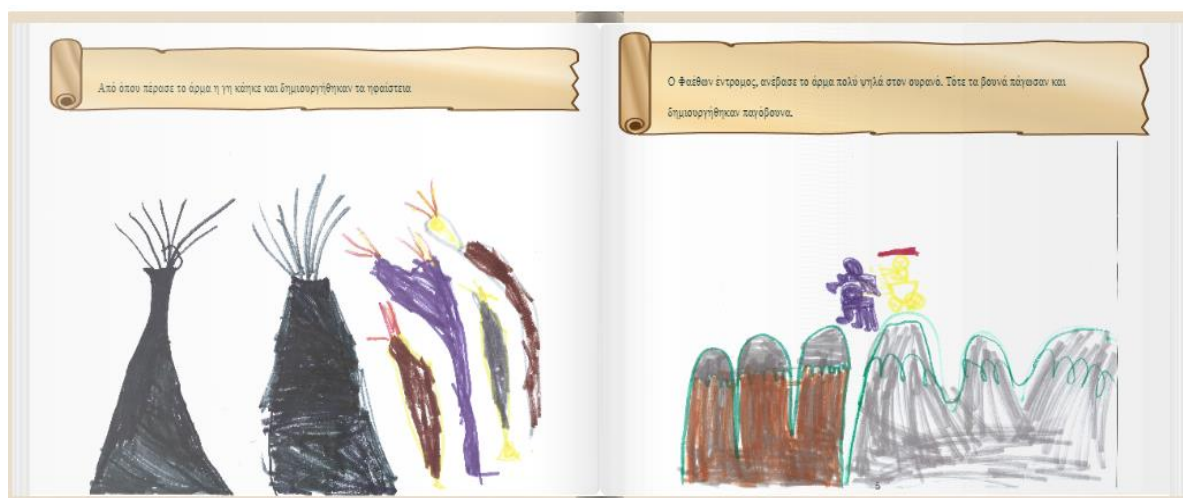 Από όπου πέρασε το άρμα η γη κάηκε και δημιουργήθηκαν τα ηφαίστεια
Ο Φαέθων έντρομος, ανέβασε το άρμα πολύ ψηλά στον ουρανό. Τότε τα βουνά πάγωσαν και
δημιουργήθηκαν παγόβουνα.
5